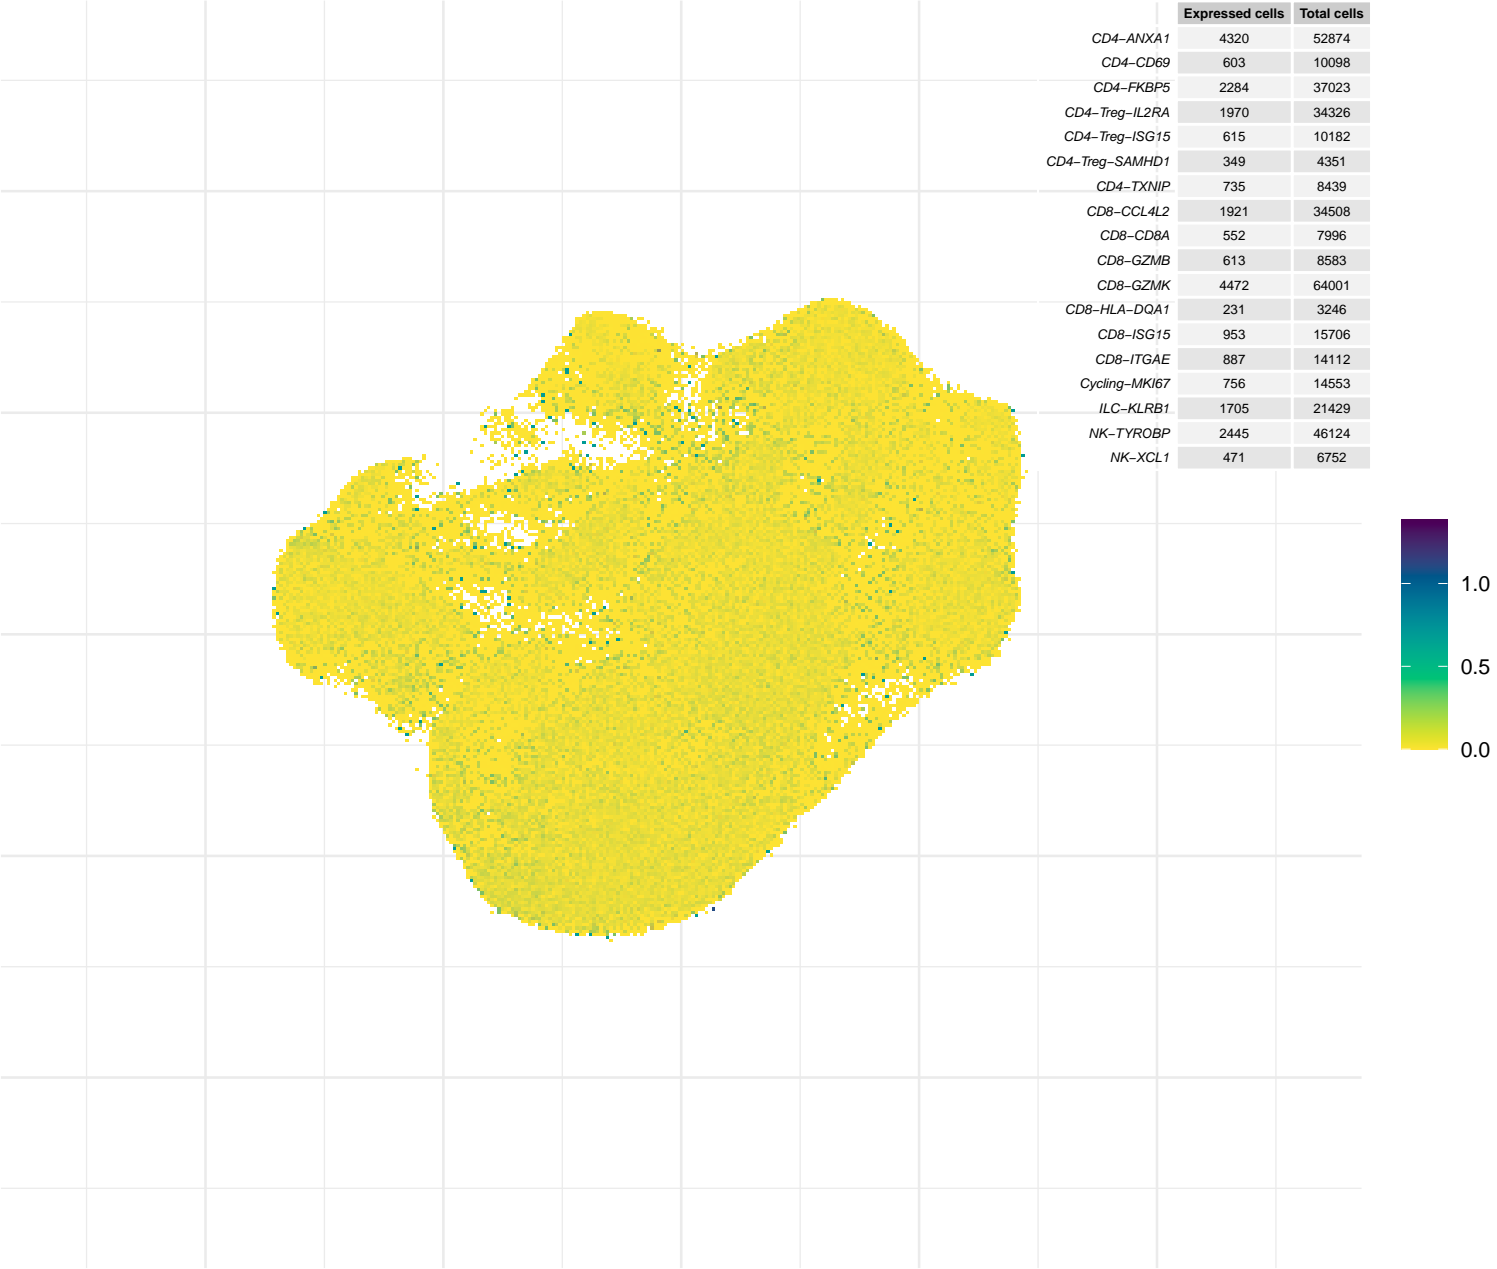 Expressed cells Total cells
CD4−ANXA1 4320 52874
CD4−CD69 603 10098
CD4−FKBP5 2284 37023
CD4−Treg−IL2RA 1970 34326
CD4−Treg−ISG15 615 10182
CD4−Treg−SAMHD1 349 4351
CD4−TXNIP 735 8439
CD8−CCL4L2 1921 34508
CD8−CD8A 552 7996
CD8−GZMB 613 8583
CD8−GZMK 4472 64001
CD8−HLA−DQA1 231 3246
CD8−ISG15 953 15706
CD8−ITGAE 887 14112
Cycling−MKI67 756 14553
ILC−KLRB1 1705 21429
NK−TYROBP 2445 46124
NK−XCL1 471 6752
1.0
0.5
0.0